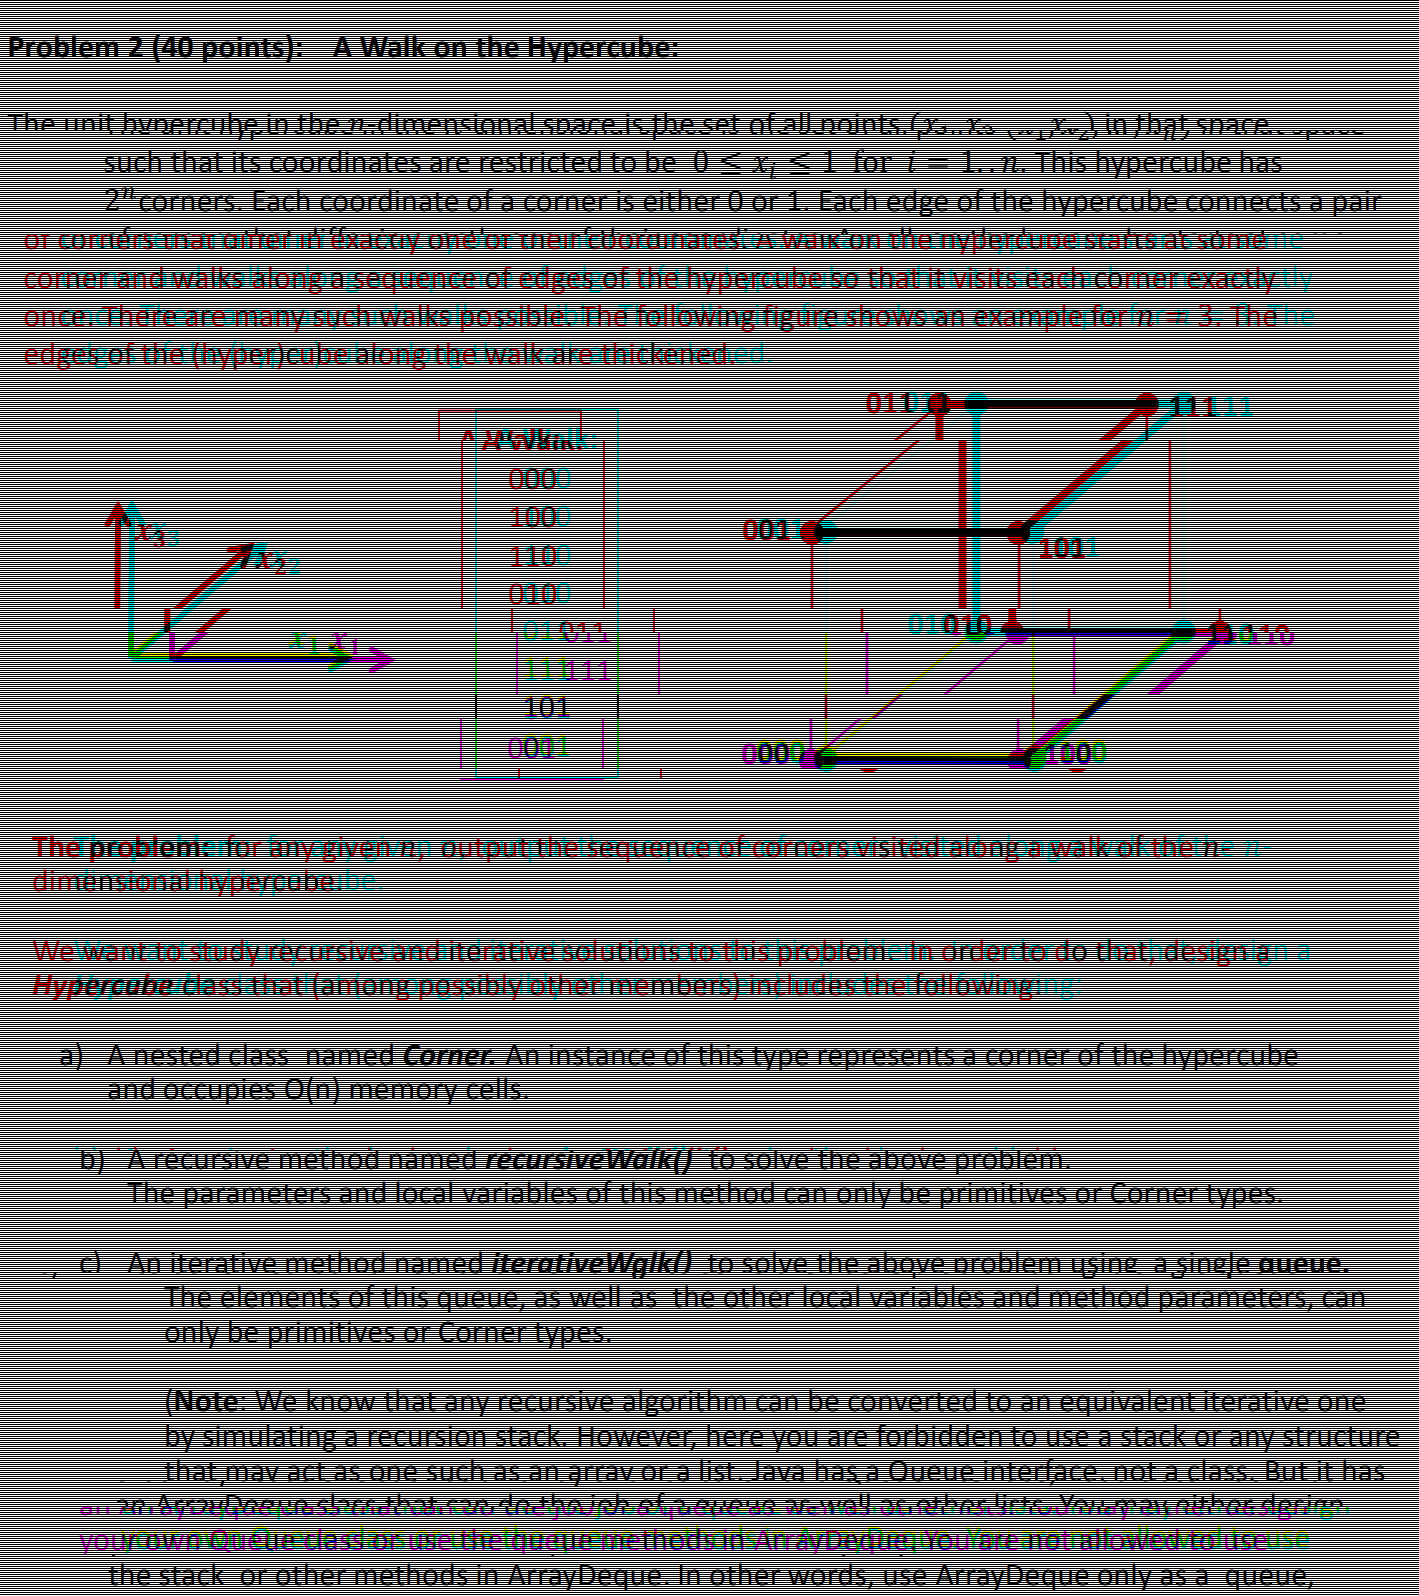 Problem 2 (40 points): A Walk on the Hypercube:
The unit hypercube in the n-dimensional space is the set of all points in that space
such that its coordinates are restricted to be 0 ≤ xᵢ ≤ 1 for i = 1..n. This hypercube has
2ⁿ corners. Each coordinate of a corner is either 0 or 1. Each edge of the hypercube connects a pair
of corners that differ in exactly one of their coordinates. A walk on the hypercube starts at some
corner and walks along a sequence of edges of the hypercube so that it visits each corner exactly
once. There are many such walks possible. The following figure shows an example for n = 3. The
edges of the (hyper)cube along the walk are thickened.
A Walk:
000
100
110
010
011
111
101
001
x₃
x₂
x₁
011
111
001
101
010
110
000
100
The problem: for any given n, output the sequence of corners visited along a walk of the n-
dimensional hypercube.
We want to study recursive and iterative solutions to this problem. In order to do that, design a
Hypercube class that (among possibly other members) includes the following:
a) A nested class named Corner. An instance of this type represents a corner of the hypercube
and occupies O(n) memory cells.
b) A recursive method named recursiveWalk() to solve the above problem.
The parameters and local variables of this method can only be primitives or Corner types.
c) An iterative method named iterativeWalk() to solve the above problem using a single queue.
The elements of this queue, as well as the other local variables and method parameters, can
only be primitives or Corner types.
(Note: We know that any recursive algorithm can be converted to an equivalent iterative one
by simulating a recursion stack. However, here you are forbidden to use a stack or any structure
that may act as one such as an array or a list. Java has a Queue interface, not a class. But it has
an ArrayDeque class that can do the job of a queue as well as other lists. You may either design
your own Queue class or use the queue methods in ArrayDeque. You are not allowed to use
the stack or other methods in ArrayDeque. In other words, use ArrayDeque only as a queue,